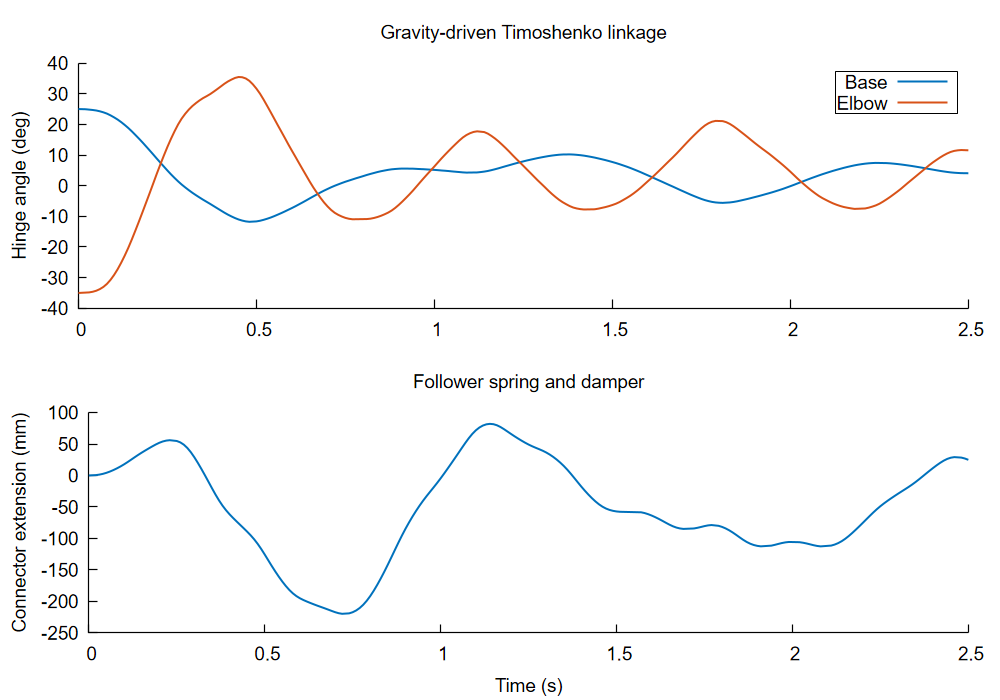 Gravity-driven Timoshenko linkage
Hinge angle (deg)
40
30
20
10
0
-10
-20
-30
-40
Base
Elbow
0 0.5 1 1.5 2 2.5
Follower spring and damper
Connector extension (mm)
100
50
0
-50
-100
-150
-200
-250
0 0.5 1 1.5 2 2.5
Time (s)